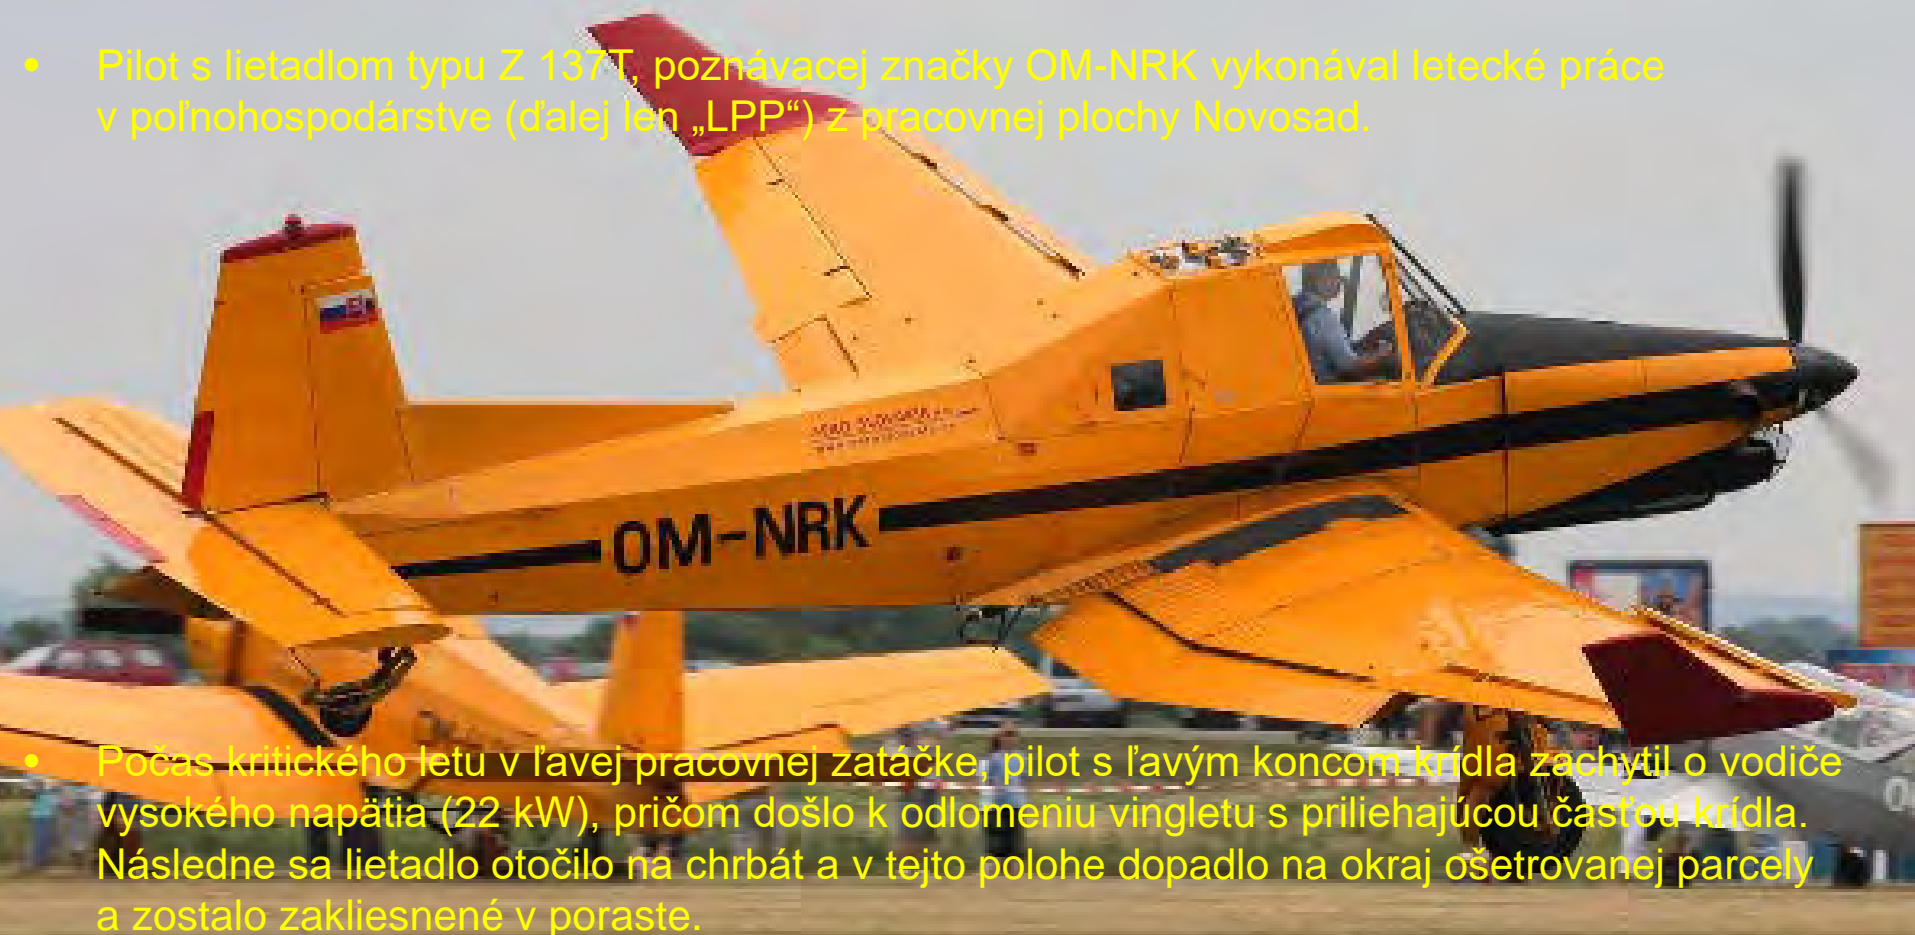 • Pilot s lietadlom typu Z 137T, poznávacej značky OM-NRK vykonával letecké práce
v poľnohospodárstve (ďalej len „LPP“) z pracovnej plochy Novosad.
OM-NRK
• Počas kritického letu v ľavej pracovnej zatáčke, pilot s ľavým koncom krídla zachytil o vodiče
vysokého napätia (22 kW), pričom došlo k odlomeniu vingletu s priliehajúcou časťou krídla.
Následne sa lietadlo otočilo na chrbát a v tejto polohe dopadlo na okraj ošetrovanej parcely
a zostalo zakliesnené v poraste.